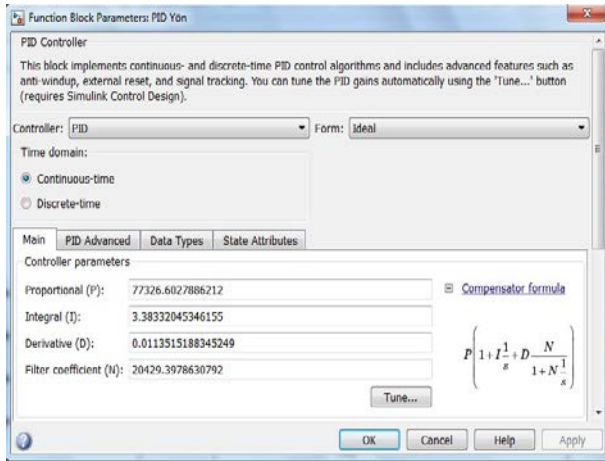 Function Block Parameters: PID Yön
PID Controller
This block implements continuous- and discrete-time PID control algorithms and includes advanced features such as
anti-windup, external reset, and signal tracking. You can tune the PID gains automatically using the 'Tune...' button
(requires Simulink Control Design).
Controller: PID Form: Ideal
Time domain:
Continuous-time
Discrete-time
Main PID Advanced Data Types State Attributes
Controller parameters
Proportional (P): 77326.6027886212 Compensator formula
Integral (I): 3.38332045346155
Derivative (D): 0.0113515188345249
Filter coefficient (N): 20429.3978630792
P(1+I 1/s +D N/(1+N 1/s))
Tune...
OK Cancel Help Apply